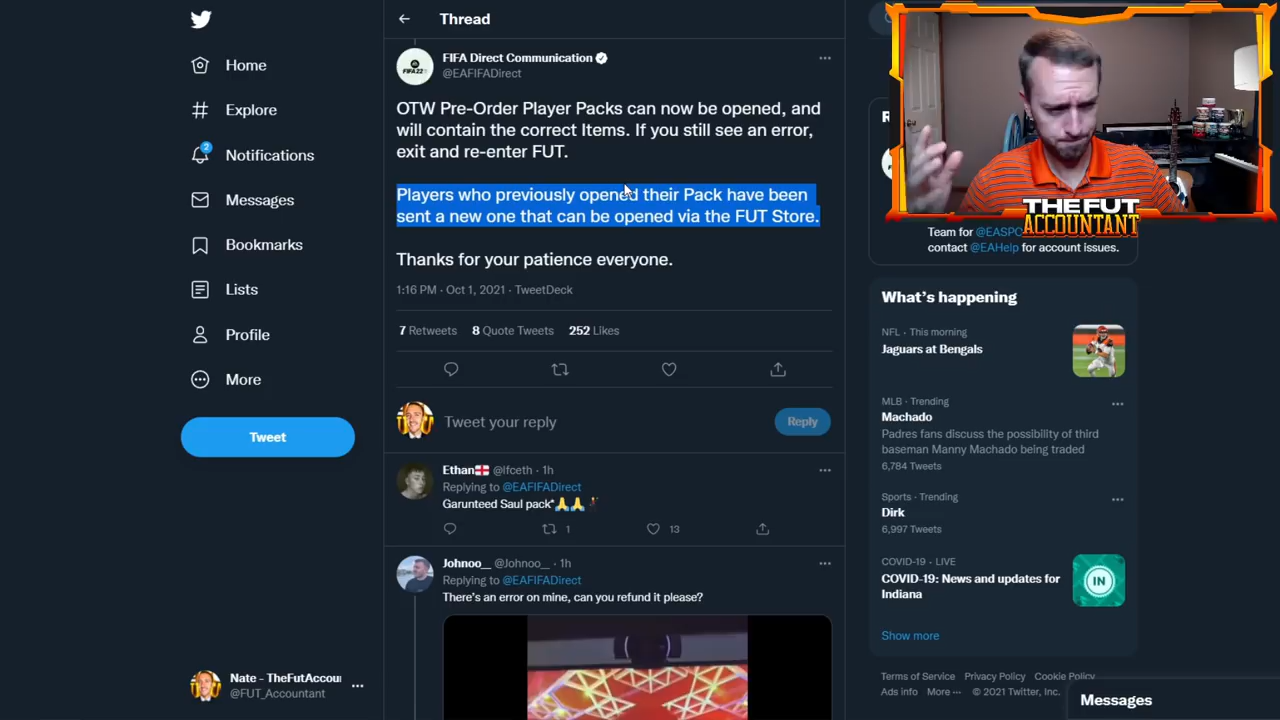 Home
Explore
2
Notifications
Messages
Bookmarks
Lists
Profile
More
Tweet
Nate - TheFutAccour
@FUT_Accountant
Thread
FIFA Direct Communication
@EAFIFADirect
FIFA 22
OTW Pre-Order Player Packs can now be opened, and
will contain the correct Items. If you still see an error,
exit and re-enter FUT.
Players who previously opened their Pack have been
sent a new one that can be opened via the FUT Store.
Thanks for your patience everyone.
1:16 PM · Oct 1, 2021 · TweetDeck
7 Retweets 8 Quote Tweets 252 Likes
Tweet your reply
Reply
Ethan @lfceth · 1h
Replying to @EAFIFADirect
Garunteed Saul pack*
1
13
Johnoo__ @Johnoo__ · 1h
Replying to @EAFIFADirect
There's an error on mine, can you refund it please?
THE FUT
ACCOUNTANT
Team for @EASPO
contact @EAHelp for account issues.
What's happening
NFL · This morning
Jaguars at Bengals
MLB · Trending
Machado
Padres fans discuss the possibility of third
baseman Manny Machado being traded
6,784 Tweets
Sports · Trending
Dirk
6,997 Tweets
COVID-19 · LIVE
COVID-19: News and updates for
Indiana
IN
Show more
Terms of Service Privacy Policy Cookie Policy
Ads info More ··· © 2021 Twitter, Inc.
Messages